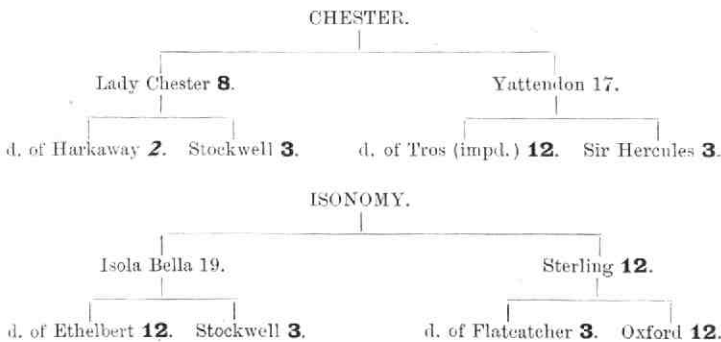 CHESTER.
Lady Chester 8. Yattendon 17.
d. of Harkaway 2. Stockwell 3. d. of Tros (impd.) 12. Sir Hercules 3.
ISONOMY.
Isola Bella 19. Sterling 12.
d. of Ethelbert 12. Stockwell 3. d. of Flatcatcher 3. Oxford 12.